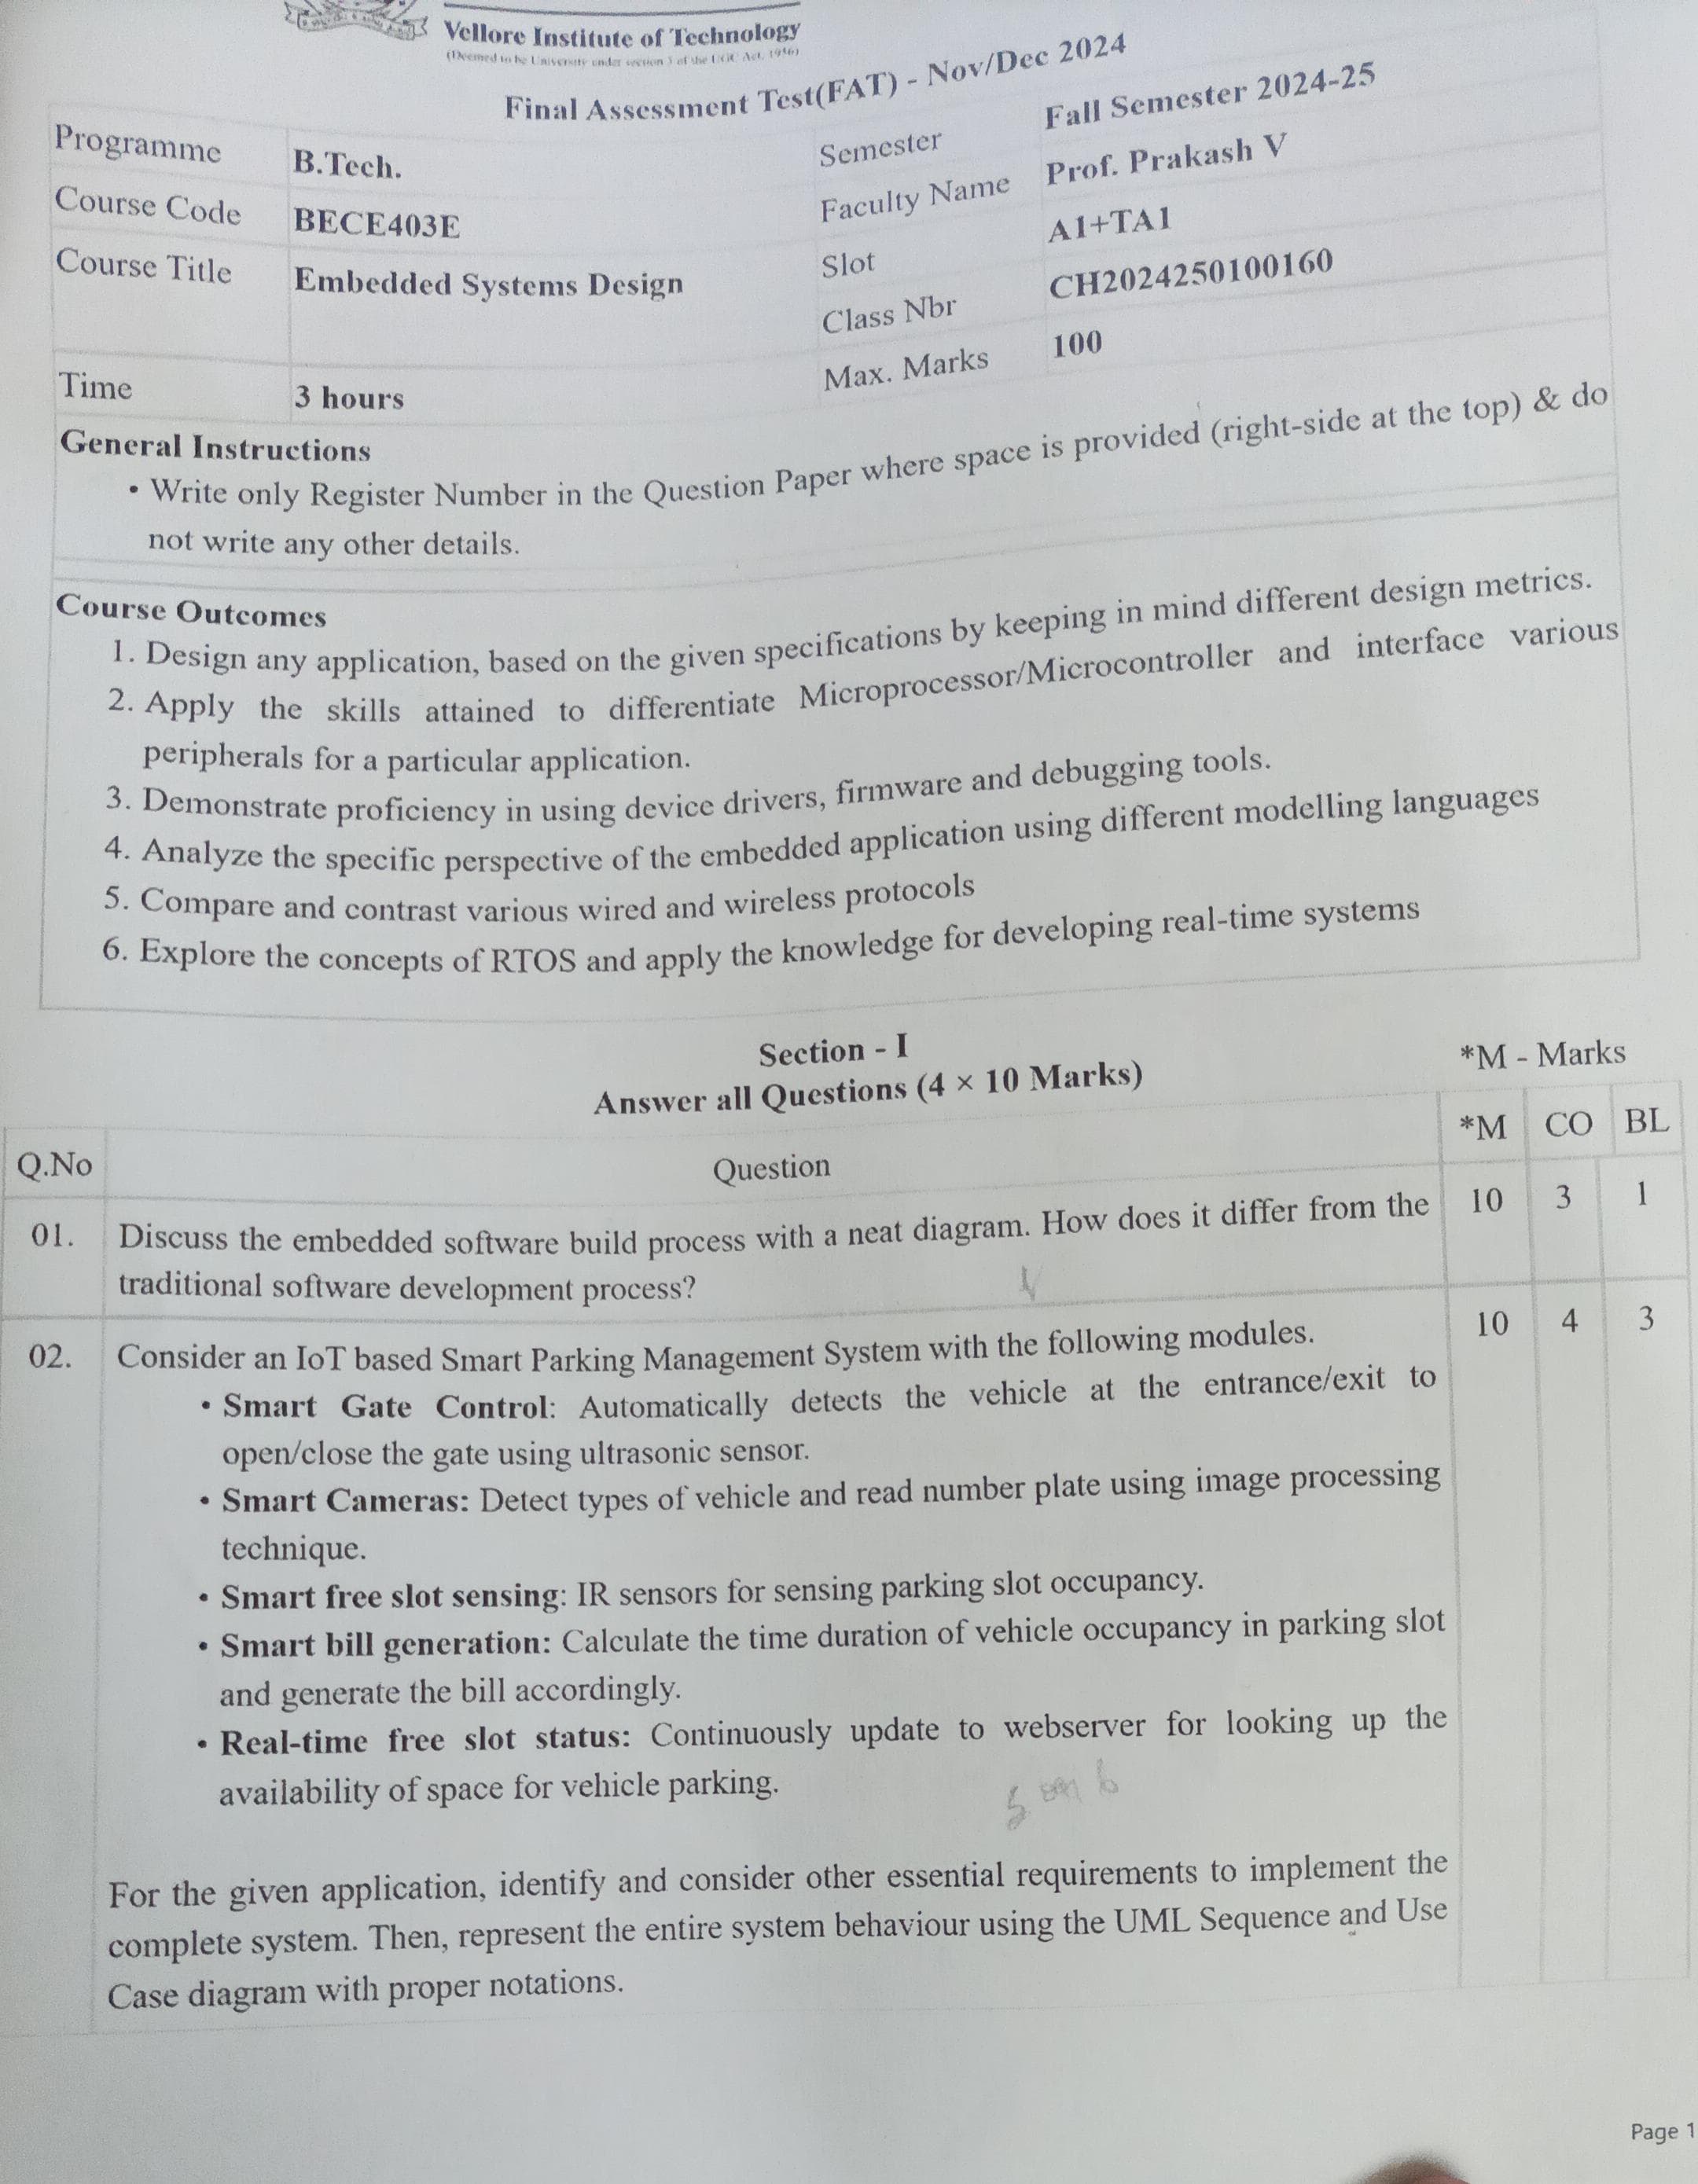 Vellore Institute of Technology
(Deemed to be University under section 3 of the UGC Act, 1956)
Final Assessment Test(FAT) - Nov/Dec 2024
Programme B.Tech. Semester Fall Semester 2024-25
Course Code BECE403E Faculty Name Prof. Prakash V
Course Title Embedded Systems Design Slot A1+TA1
Class Nbr CH2024250100160
Time 3 hours Max. Marks 100
General Instructions
• Write only Register Number in the Question Paper where space is provided (right-side at the top) & do
not write any other details.
Course Outcomes
1. Design any application, based on the given specifications by keeping in mind different design metrics.
2. Apply the skills attained to differentiate Microprocessor/Microcontroller and interface various
peripherals for a particular application.
3. Demonstrate proficiency in using device drivers, firmware and debugging tools.
4. Analyze the specific perspective of the embedded application using different modelling languages
5. Compare and contrast various wired and wireless protocols
6. Explore the concepts of RTOS and apply the knowledge for developing real-time systems
Section - I
Answer all Questions (4 × 10 Marks)
*M - Marks
Q.No Question *M CO BL
01. Discuss the embedded software build process with a neat diagram. How does it differ from the 10 3 1
traditional software development process?
02. Consider an IoT based Smart Parking Management System with the following modules. 10 4 3
• Smart Gate Control: Automatically detects the vehicle at the entrance/exit to
open/close the gate using ultrasonic sensor.
• Smart Cameras: Detect types of vehicle and read number plate using image processing
technique.
• Smart free slot sensing: IR sensors for sensing parking slot occupancy.
• Smart bill generation: Calculate the time duration of vehicle occupancy in parking slot
and generate the bill accordingly.
• Real-time free slot status: Continuously update to webserver for looking up the
availability of space for vehicle parking.
For the given application, identify and consider other essential requirements to implement the
complete system. Then, represent the entire system behaviour using the UML Sequence and Use
Case diagram with proper notations.
Page 1